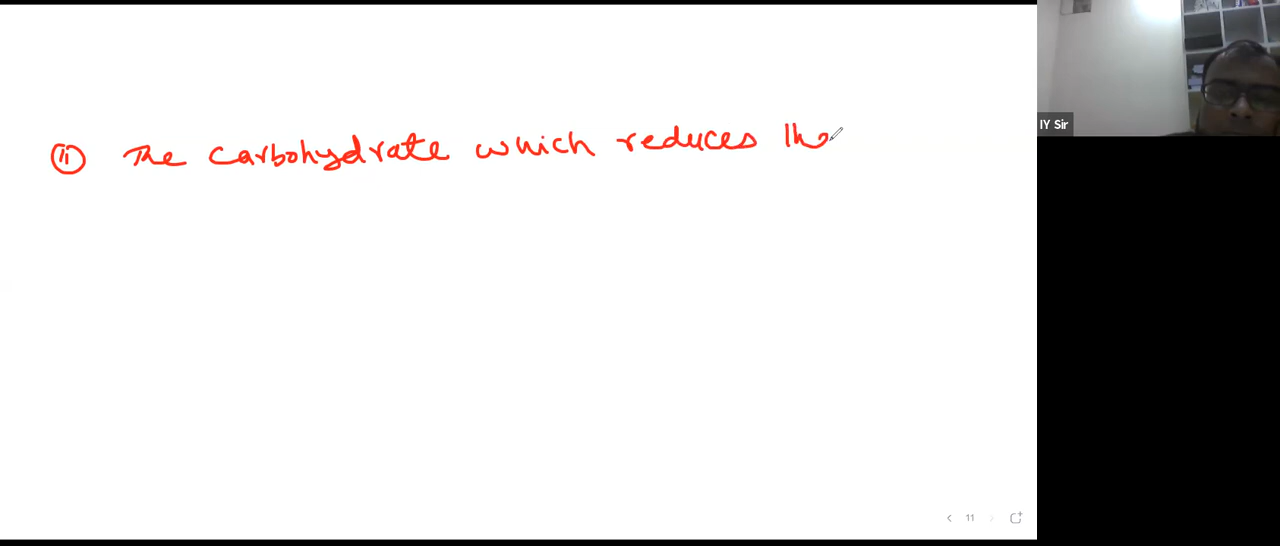 (ii) The carbohydrate which reduces the
IY Sir
11